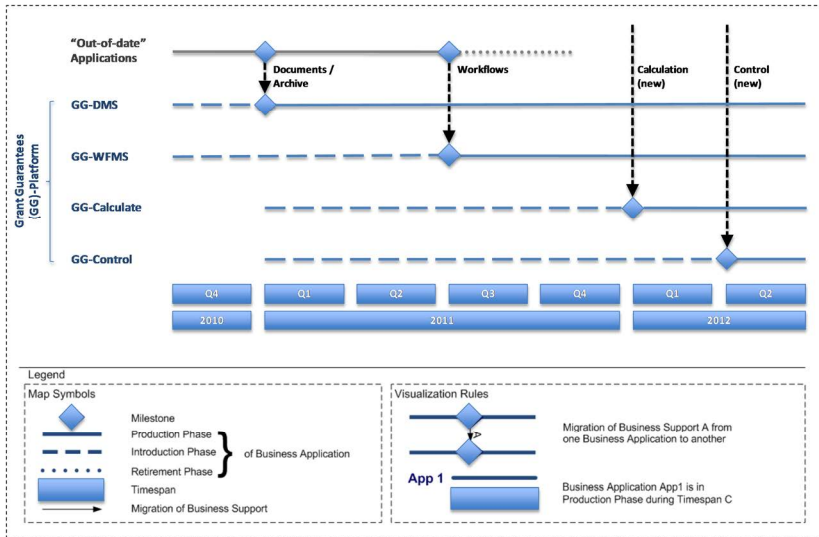 “Out-of-date”
Applications
Documents /
Archive
Workflows
Calculation
(new)
Control
(new)
Grant Guarantees
(GG)-Platform
GG-DMS
GG-WFMS
GG-Calculate
GG-Control
Q4 Q1 Q2 Q3 Q4 Q1 Q2
2010 2011 2012
Legend
Map Symbols
Milestone
Production Phase
Introduction Phase
Retirement Phase
of Business Application
Timespan
Migration of Business Support
Visualization Rules
A
Migration of Business Support A from
one Business Application to another
App 1
Business Application App1 is in
Production Phase during Timespan C